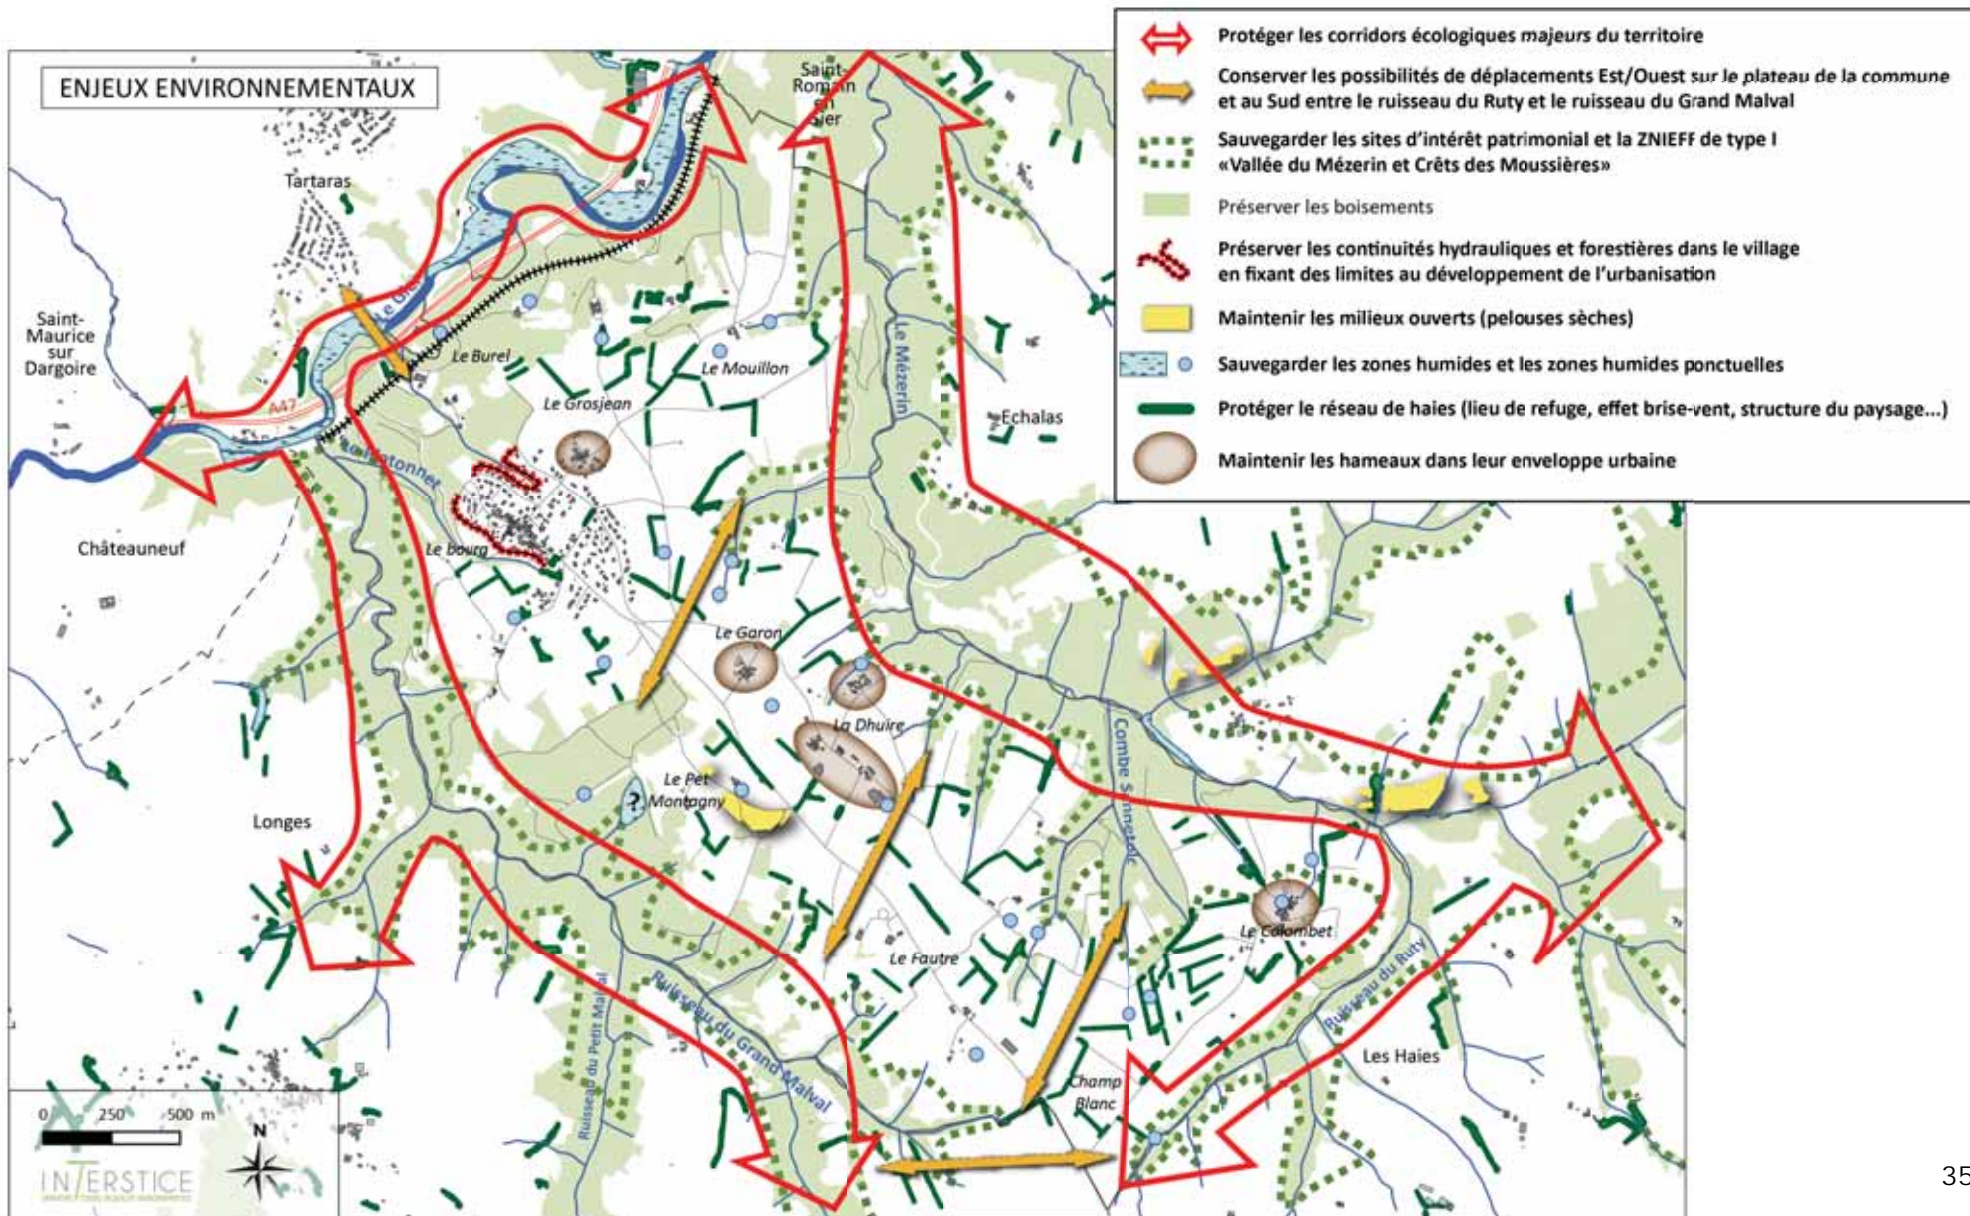 ENJEUX ENVIRONNEMENTAUX
Protéger les corridors écologiques majeurs du territoire
Conserver les possibilités de déplacements Est/Ouest sur le plateau de la commune
et au Sud entre le ruisseau du Ruty et le ruisseau du Grand Malval
Sauvegarder les sites d'intérêt patrimonial et la ZNIEFF de type I
«Vallée du Mézerin et Crêts des Moussières»
Préserver les boisements
Préserver les continuités hydrauliques et forestières dans le village
en fixant des limites au développement de l'urbanisation
Maintenir les milieux ouverts (pelouses sèches)
Sauvegarder les zones humides et les zones humides ponctuelles
Protéger le réseau de haies (lieu de refuge, effet brise-vent, structure du paysage...)
Maintenir les hameaux dans leur enveloppe urbaine
Saint-
Romain
en
Gier
Tartaras
Saint-
Maurice
sur
Dargoire
Le Gier
A47
Le Burel
Le Mouillon
Le Grosjean
Le Mézerin
Echalas
Le bourg
Châteauneuf
Le Garon
La Dhuire
Le Pet
Montagny
?
Longes
Le Colombet
Le Fautre
Ruisseau du Ruty
Ruisseau du Petit Malval
Ruisseau du Grand Malval
Les Haies
Champ
Blanc
0 250 500 m
N
INTERSTICE
35